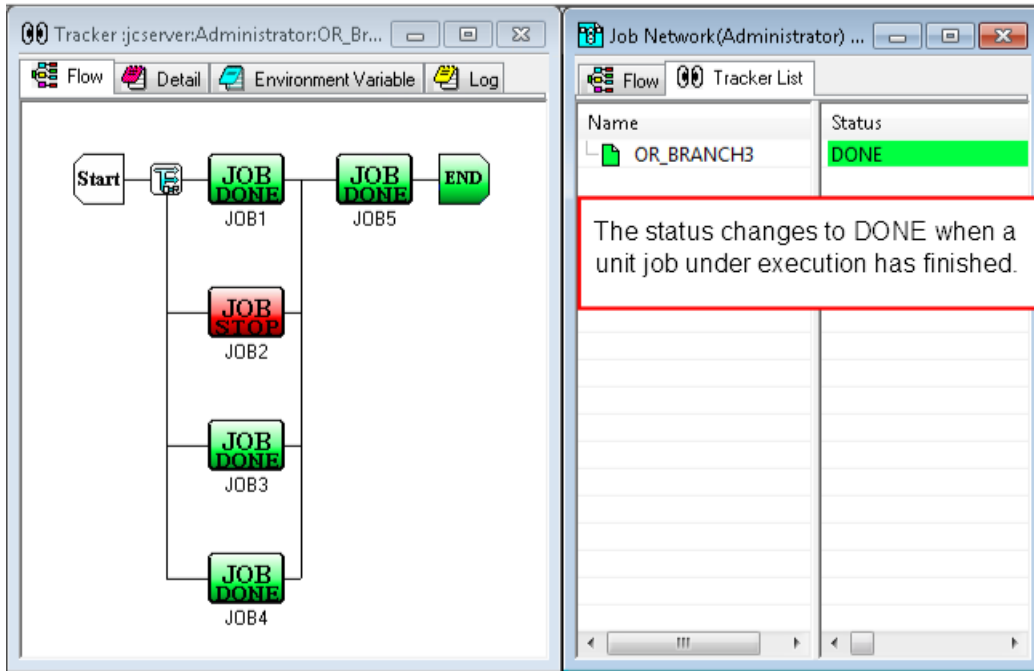 Tracker :jcserver:Administrator:OR_Br...
Flow Detail Environment Variable Log
Start OR JOB DONE JOB DONE END
JOB1 JOB5
JOB STOP
JOB2
JOB DONE
JOB3
JOB DONE
JOB4
Job Network(Administrator) ...
Flow Tracker List
Name Status
OR_BRANCH3 DONE
The status changes to DONE when a
unit job under execution has finished.